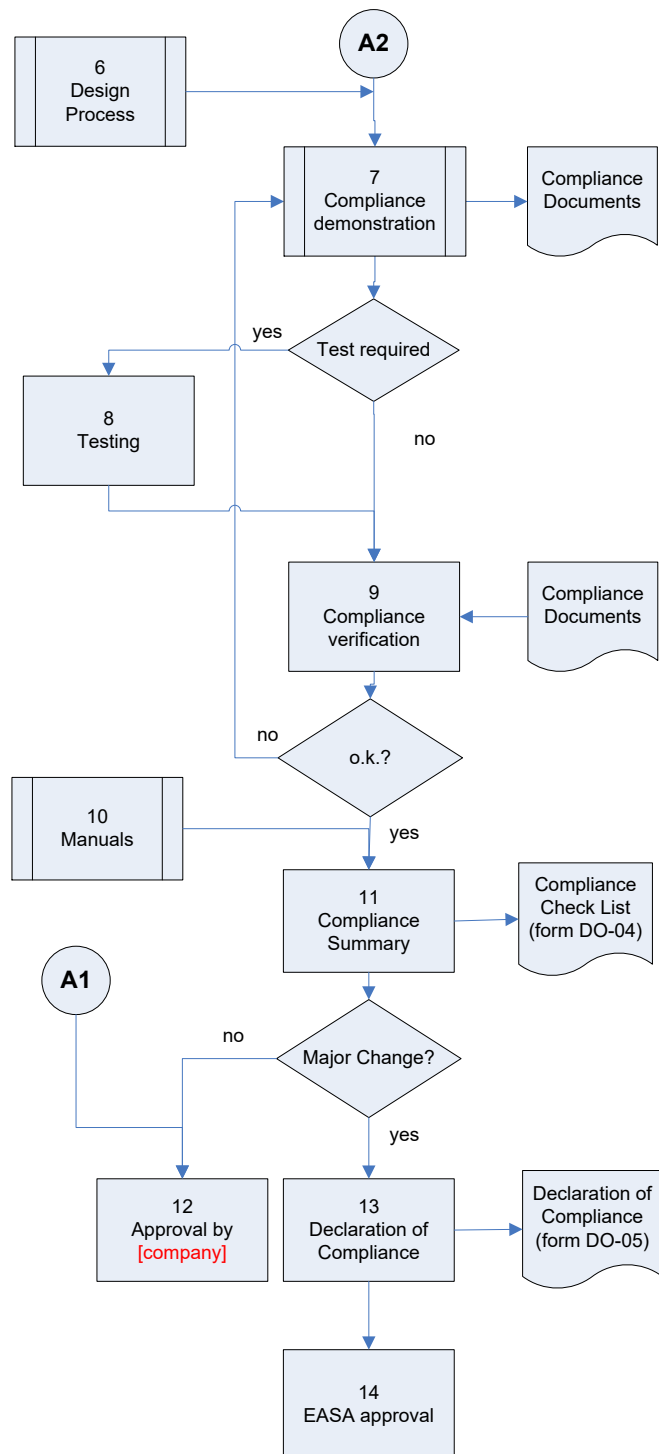 A2
6
Design
Process
7
Compliance
demonstration
Compliance
Documents
yes
Test required
8
Testing
no
9
Compliance
verification
Compliance
Documents
no
o.k.?
10
Manuals
yes
11
Compliance
Summary
Compliance
Check List
(form DO-04)
A1
no
Major Change?
yes
12
Approval by
[company]
13
Declaration of
Compliance
Declaration of
Compliance
(form DO-05)
14
EASA approval